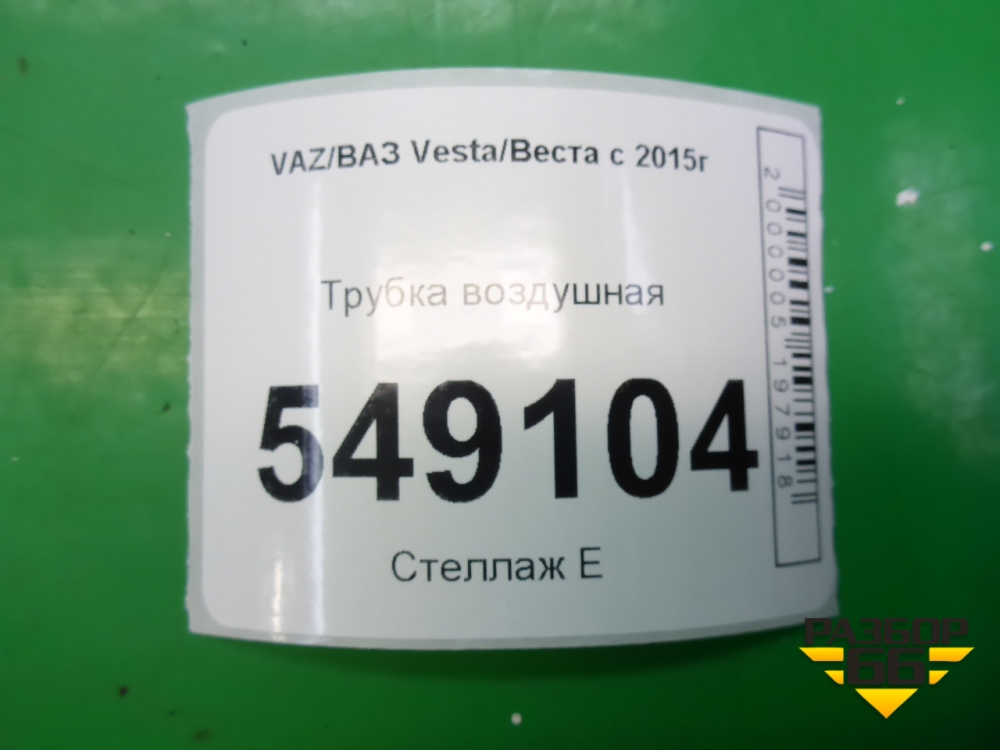 VAZ/ВАЗ Vesta/Веста с 2015г
Трубка воздушная
549104
Стеллаж Е
2000005197918
РАЗБОР
66